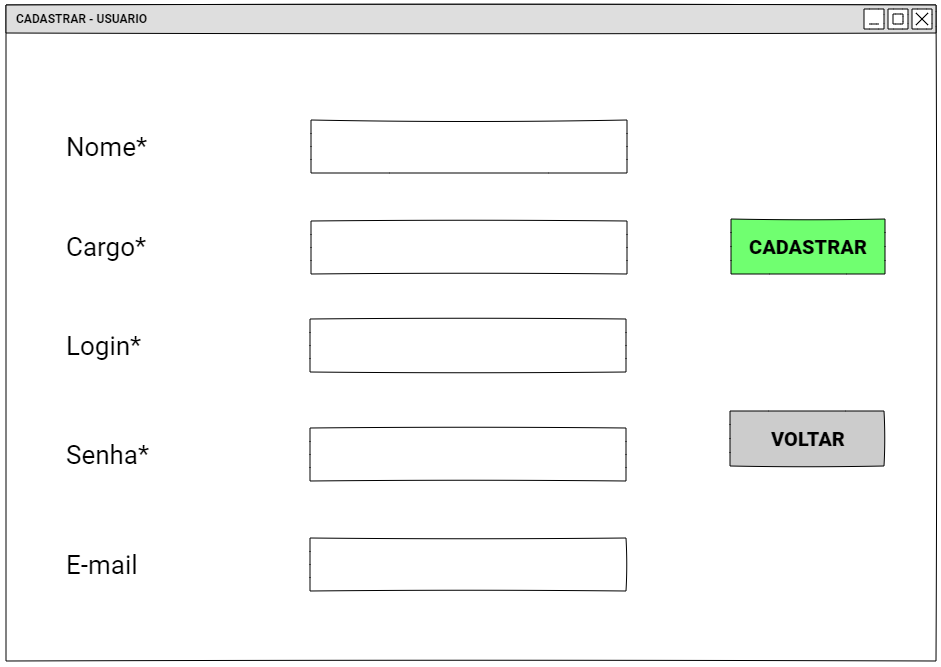 CADASTRAR - USUARIO
Nome*
Cargo*
CADASTRAR
Login*
Senha*
VOLTAR
E-mail